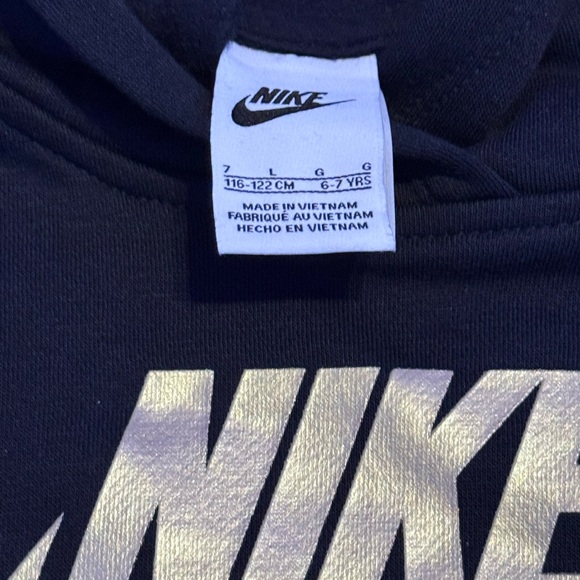 NIKE
7 L G G
116-122 CM 6-7 YRS
MADE IN VIETNAM
FABRIQUÉ AU VIETNAM
HECHO EN VIETNAM
NIKE